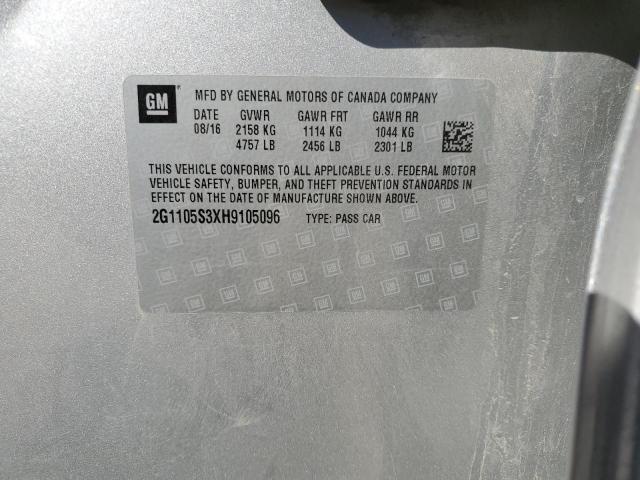 GM MFD BY GENERAL MOTORS OF CANADA COMPANY
DATE GVWR GAWR FRT GAWR RR
08/16 2158 KG 1114 KG 1044 KG
4757 LB 2456 LB 2301 LB
THIS VEHICLE CONFORMS TO ALL APPLICABLE U.S. FEDERAL MOTOR
VEHICLE SAFETY, BUMPER, AND THEFT PREVENTION STANDARDS IN
EFFECT ON THE DATE OF MANUFACTURE SHOWN ABOVE.
2G1105S3XH9105096 TYPE: PASS CAR